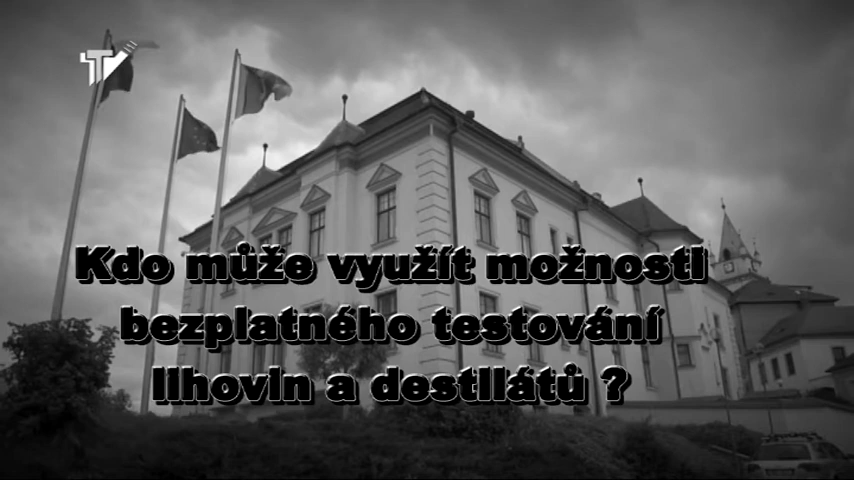 Kdo může využít možnosti
bezplatného testování
lihovin a destilátů ?